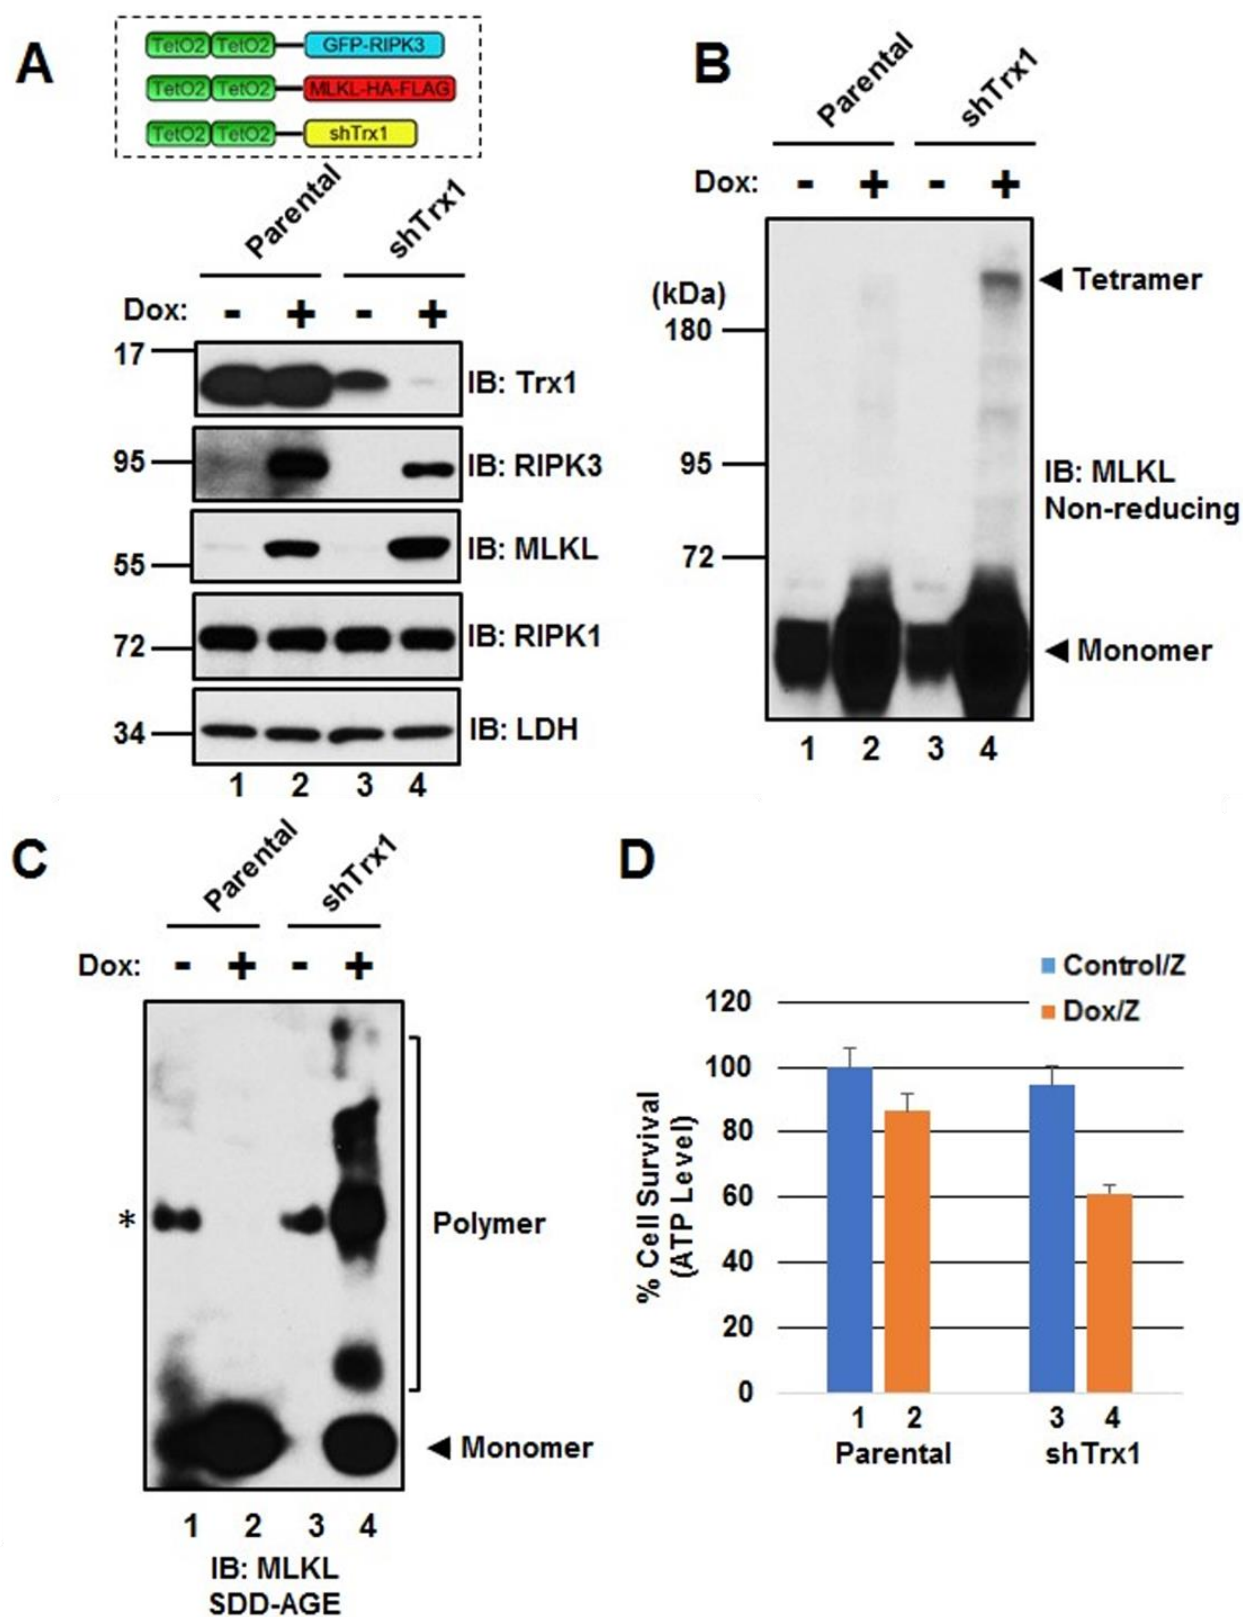 A
TetO2 TetO2 GFP-RIPK3
TetO2 TetO2 MLKL-HA-FLAG
TetO2 TetO2 shTrx1
Parental shTrx1
Dox: - + - +
17 IB: Trx1
95 IB: RIPK3
55 IB: MLKL
72 IB: RIPK1
34 IB: LDH
1 2 3 4
B
Parental shTrx1
Dox: - + - +
Tetramer
(kDa)
180
95
IB: MLKL
Non-reducing
72
Monomer
1 2 3 4
C
Parental shTrx1
Dox: - + - +
* Polymer
Monomer
1 2 3 4
IB: MLKL
SDD-AGE
D
Control/Z
Dox/Z
% Cell Survival
(ATP Level)
120
100
80
60
40
20
0
1 2 3 4
Parental shTrx1